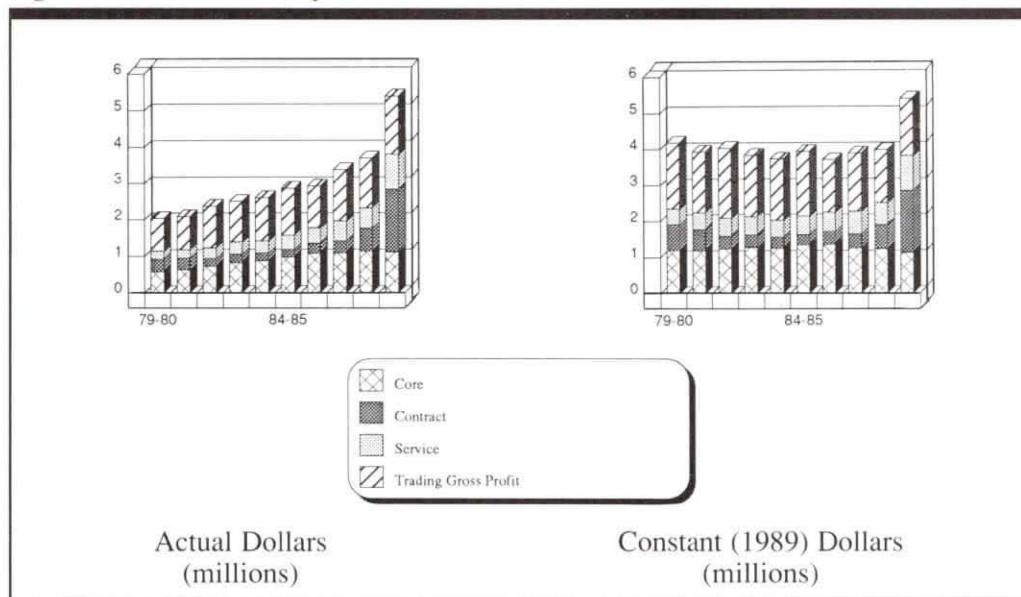 6
5
4
3
2
1
0
79-80 84-85
6
5
4
3
2
1
0
79-80 84-85
Core
Contract
Service
Trading Gross Profit
Actual Dollars
(millions)
Constant (1989) Dollars
(millions)